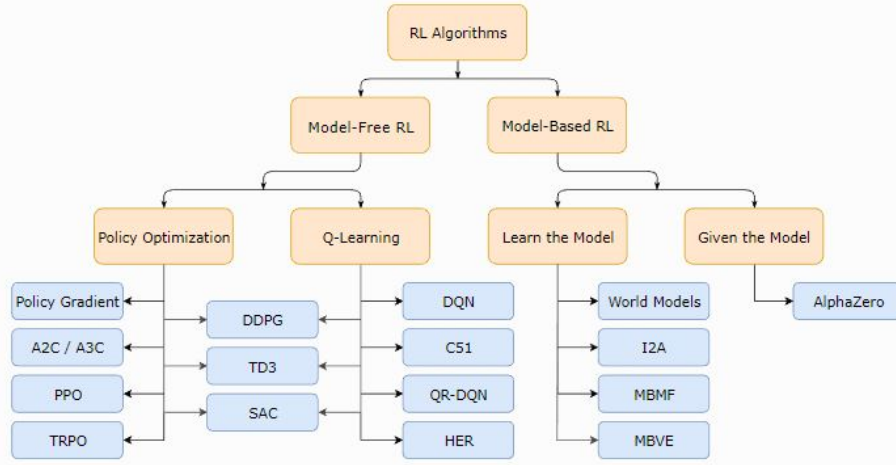 RL Algorithms
Model-Free RL
Model-Based RL
Policy Optimization
Q-Learning
Learn the Model
Given the Model
Policy Gradient
A2C / A3C
PPO
TRPO
DDPG
TD3
SAC
DQN
C51
QR-DQN
HER
World Models
I2A
MBMF
MBVE
AlphaZero